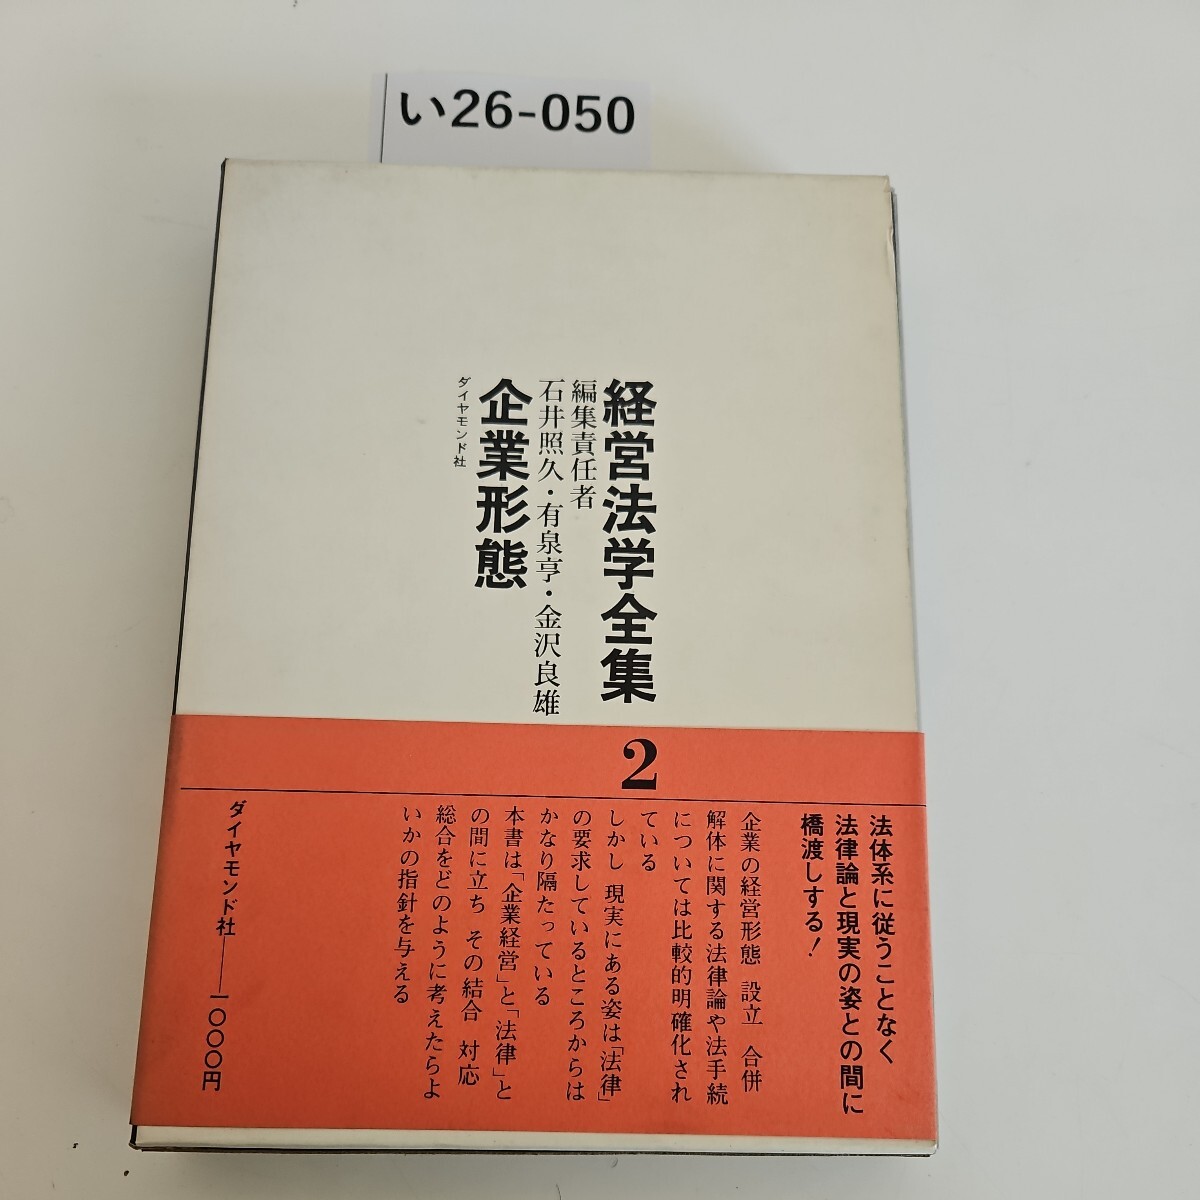 い26-050
経営法学全集
編集責任者
石井照久・有泉亨・金沢良雄
企業形態
ダイヤモンド社
2
法体系に従うことなく
法律論と現実の姿との間に
橋渡しする!
企業の経営形態 設立 合併
解体に関する法律論や法手続
については比較的明確化され
ている
しかし 現実にある姿は「法律」
の要求しているところからは
かなり隔たっている
本書は「企業経営」と「法律」と
の間に立ち その結合 対応
総合をどのように考えたらよ
いかの指針を与える
ダイヤモンド社——一〇〇〇円